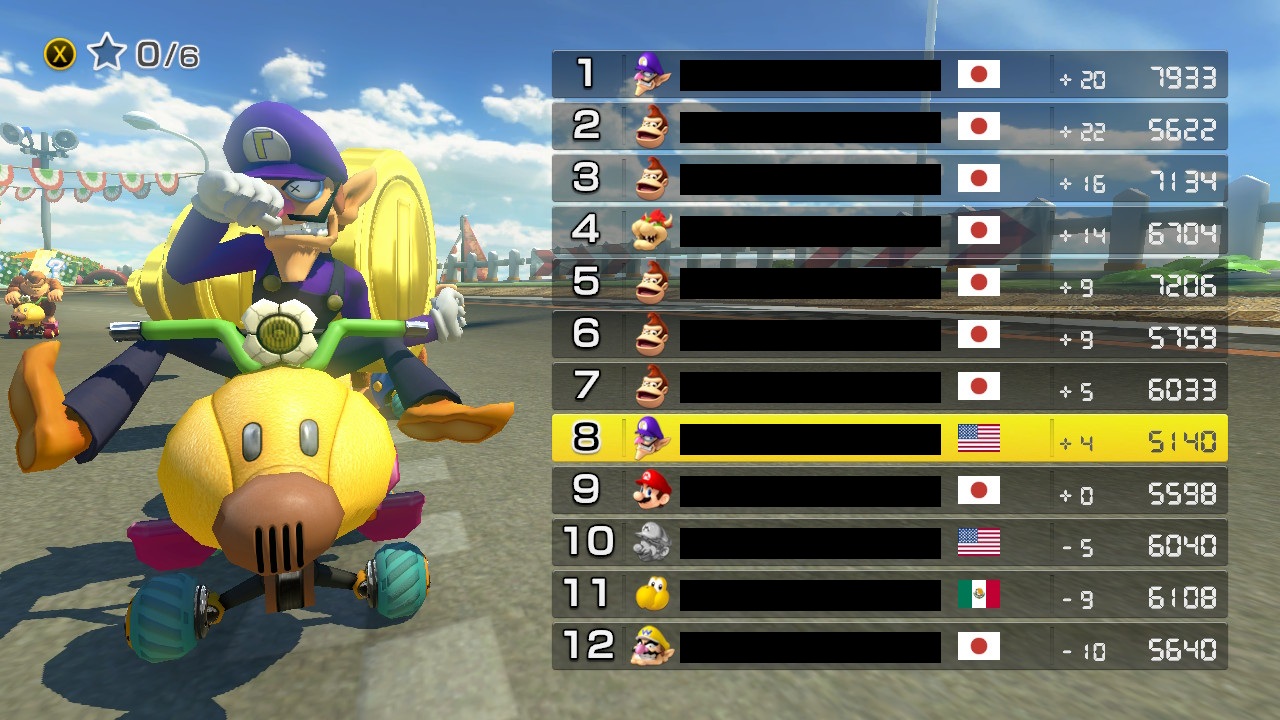 X 0/6
1 + 20 7933
2 + 22 5622
3 + 16 7134
4 + 14 6704
5 + 9 7206
6 + 9 5759
7 + 5 6033
8 + 4 5140
9 + 0 5598
10 - 5 6040
11 - 9 6108
12 - 10 5640